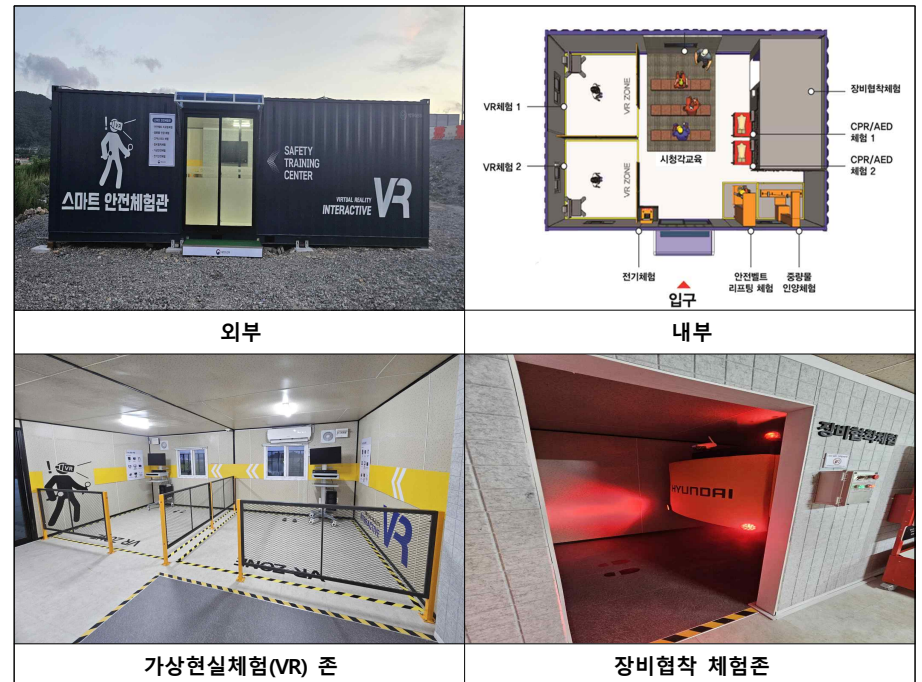 스마트 안전체험관
SAFETY
TRAINING
CENTER
VIRTUAL REALITY
INTERACTIVE VR
외부
VR체험 1
VR체험 2
VR ZONE
VR ZONE
시청각교육
장비협착체험
CPR/AED
체험 1
CPR/AED
체험 2
전기체험
안전벨트
리프팅 체험
중량물
인양체험
입구
내부
VR
VR ZONE
VR ZONE
INTERACTIVE
VR
가상현실체험(VR) 존
장비협착체험
HYUNDAI
장비협착 체험존